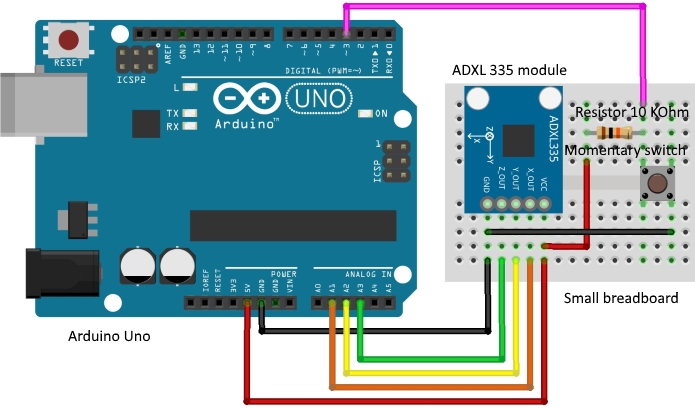 RESET
ICSP2
AREF
GND
13
12
~11
~10
~9
8
7
~6
~5
4
~3
2
TX0▶1
RX0◀0
DIGITAL (PWM=~)
L
TX
RX
UNO
Arduino™
ON
1
ICSP
IOREF
RESET
3V3
5V
GND
GND
VIN
POWER
ANALOG IN
A0
A1
A2
A3
A4
A5
Arduino Uno
ADXL 335 module
ADXL335
X
Y
Z
GND
Z_OUT
Y_OUT
X_OUT
VCC
Resistor 10 KOhm
Momentary switch
Small breadboard